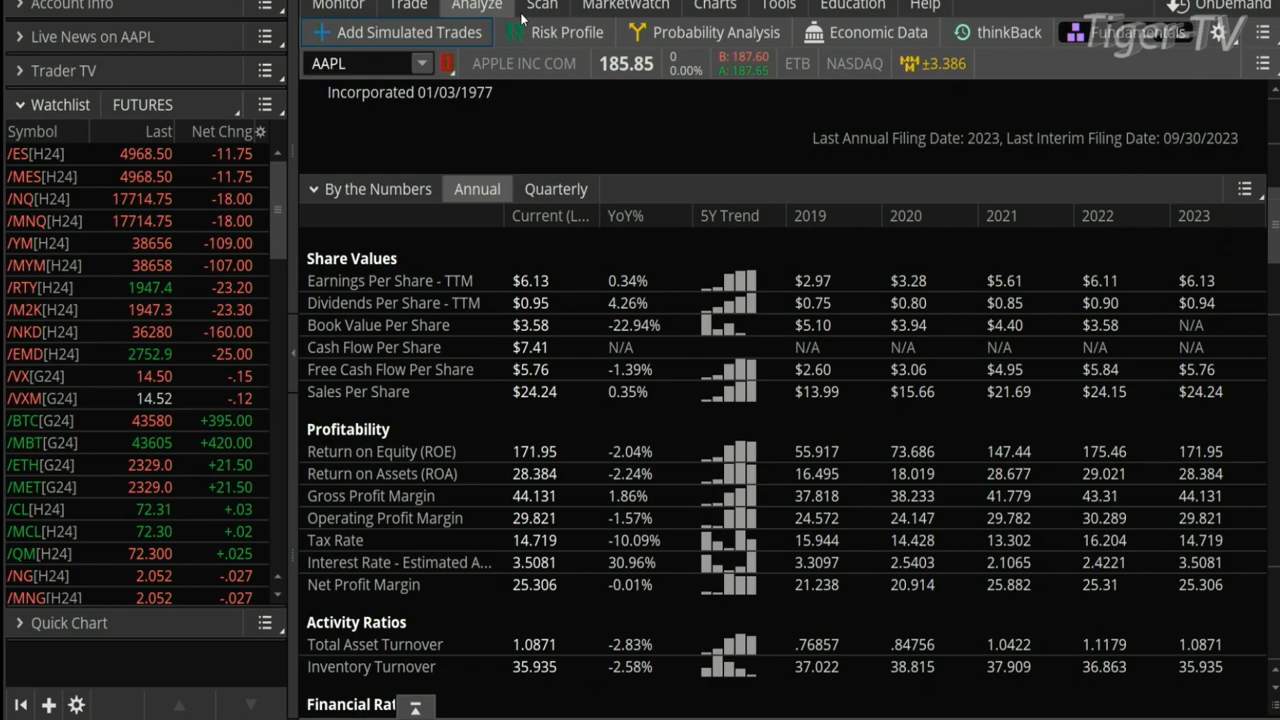 Account Info
Monitor Trade Analyze Scan MarketWatch Charts Tools Education Help OnDemand
Live News on AAPL
Add Simulated Trades Risk Profile Probability Analysis Economic Data thinkBack Fundamentals
Tiger TV
Trader TV
AAPL APPLE INC COM 185.85 0 0.00% B: 187.60 A: 187.65 ETB NASDAQ ±3.386
Incorporated 01/03/1977
Last Annual Filing Date: 2023, Last Interim Filing Date: 09/30/2023
Watchlist FUTURES
Symbol Last Net Chng
/ES[H24] 4968.50 -11.75
/MES[H24] 4968.50 -11.75
/NQ[H24] 17714.75 -18.00
/MNQ[H24] 17714.75 -18.00
/YM[H24] 38656 -109.00
/MYM[H24] 38658 -107.00
/RTY[H24] 1947.4 -23.20
/M2K[H24] 1947.3 -23.30
/NKD[H24] 36280 -160.00
/EMD[H24] 2752.9 -25.00
/VX[G24] 14.50 -.15
/VXM[G24] 14.52 -.12
/BTC[G24] 43580 +395.00
/MBT[G24] 43605 +420.00
/ETH[G24] 2329.0 +21.50
/MET[G24] 2329.0 +21.50
/CL[H24] 72.31 +.03
/MCL[H24] 72.30 +.02
/QM[H24] 72.300 +.025
/NG[H24] 2.052 -.027
/MNG[H24] 2.052 -.027
Quick Chart
By the Numbers Annual Quarterly
Current (L... YoY% 5Y Trend 2019 2020 2021 2022 2023
Share Values
Earnings Per Share - TTM $6.13 0.34% $2.97 $3.28 $5.61 $6.11 $6.13
Dividends Per Share - TTM $0.95 4.26% $0.75 $0.80 $0.85 $0.90 $0.94
Book Value Per Share $3.58 -22.94% $5.10 $3.94 $4.40 $3.58 N/A
Cash Flow Per Share $7.41 N/A N/A N/A N/A N/A N/A
Free Cash Flow Per Share $5.76 -1.39% $2.60 $3.06 $4.95 $5.84 $5.76
Sales Per Share $24.24 0.35% $13.99 $15.66 $21.69 $24.15 $24.24
Profitability
Return on Equity (ROE) 171.95 -2.04% 55.917 73.686 147.44 175.46 171.95
Return on Assets (ROA) 28.384 -2.24% 16.495 18.019 28.677 29.021 28.384
Gross Profit Margin 44.131 1.86% 37.818 38.233 41.779 43.31 44.131
Operating Profit Margin 29.821 -1.57% 24.572 24.147 29.782 30.289 29.821
Tax Rate 14.719 -10.09% 15.944 14.428 13.302 16.204 14.719
Interest Rate - Estimated A... 3.5081 30.96% 3.3097 2.5403 2.1065 2.4221 3.5081
Net Profit Margin 25.306 -0.01% 21.238 20.914 25.882 25.31 25.306
Activity Ratios
Total Asset Turnover 1.0871 -2.83% .76857 .84756 1.0422 1.1179 1.0871
Inventory Turnover 35.935 -2.58% 37.022 38.815 37.909 36.863 35.935
Financial Rat